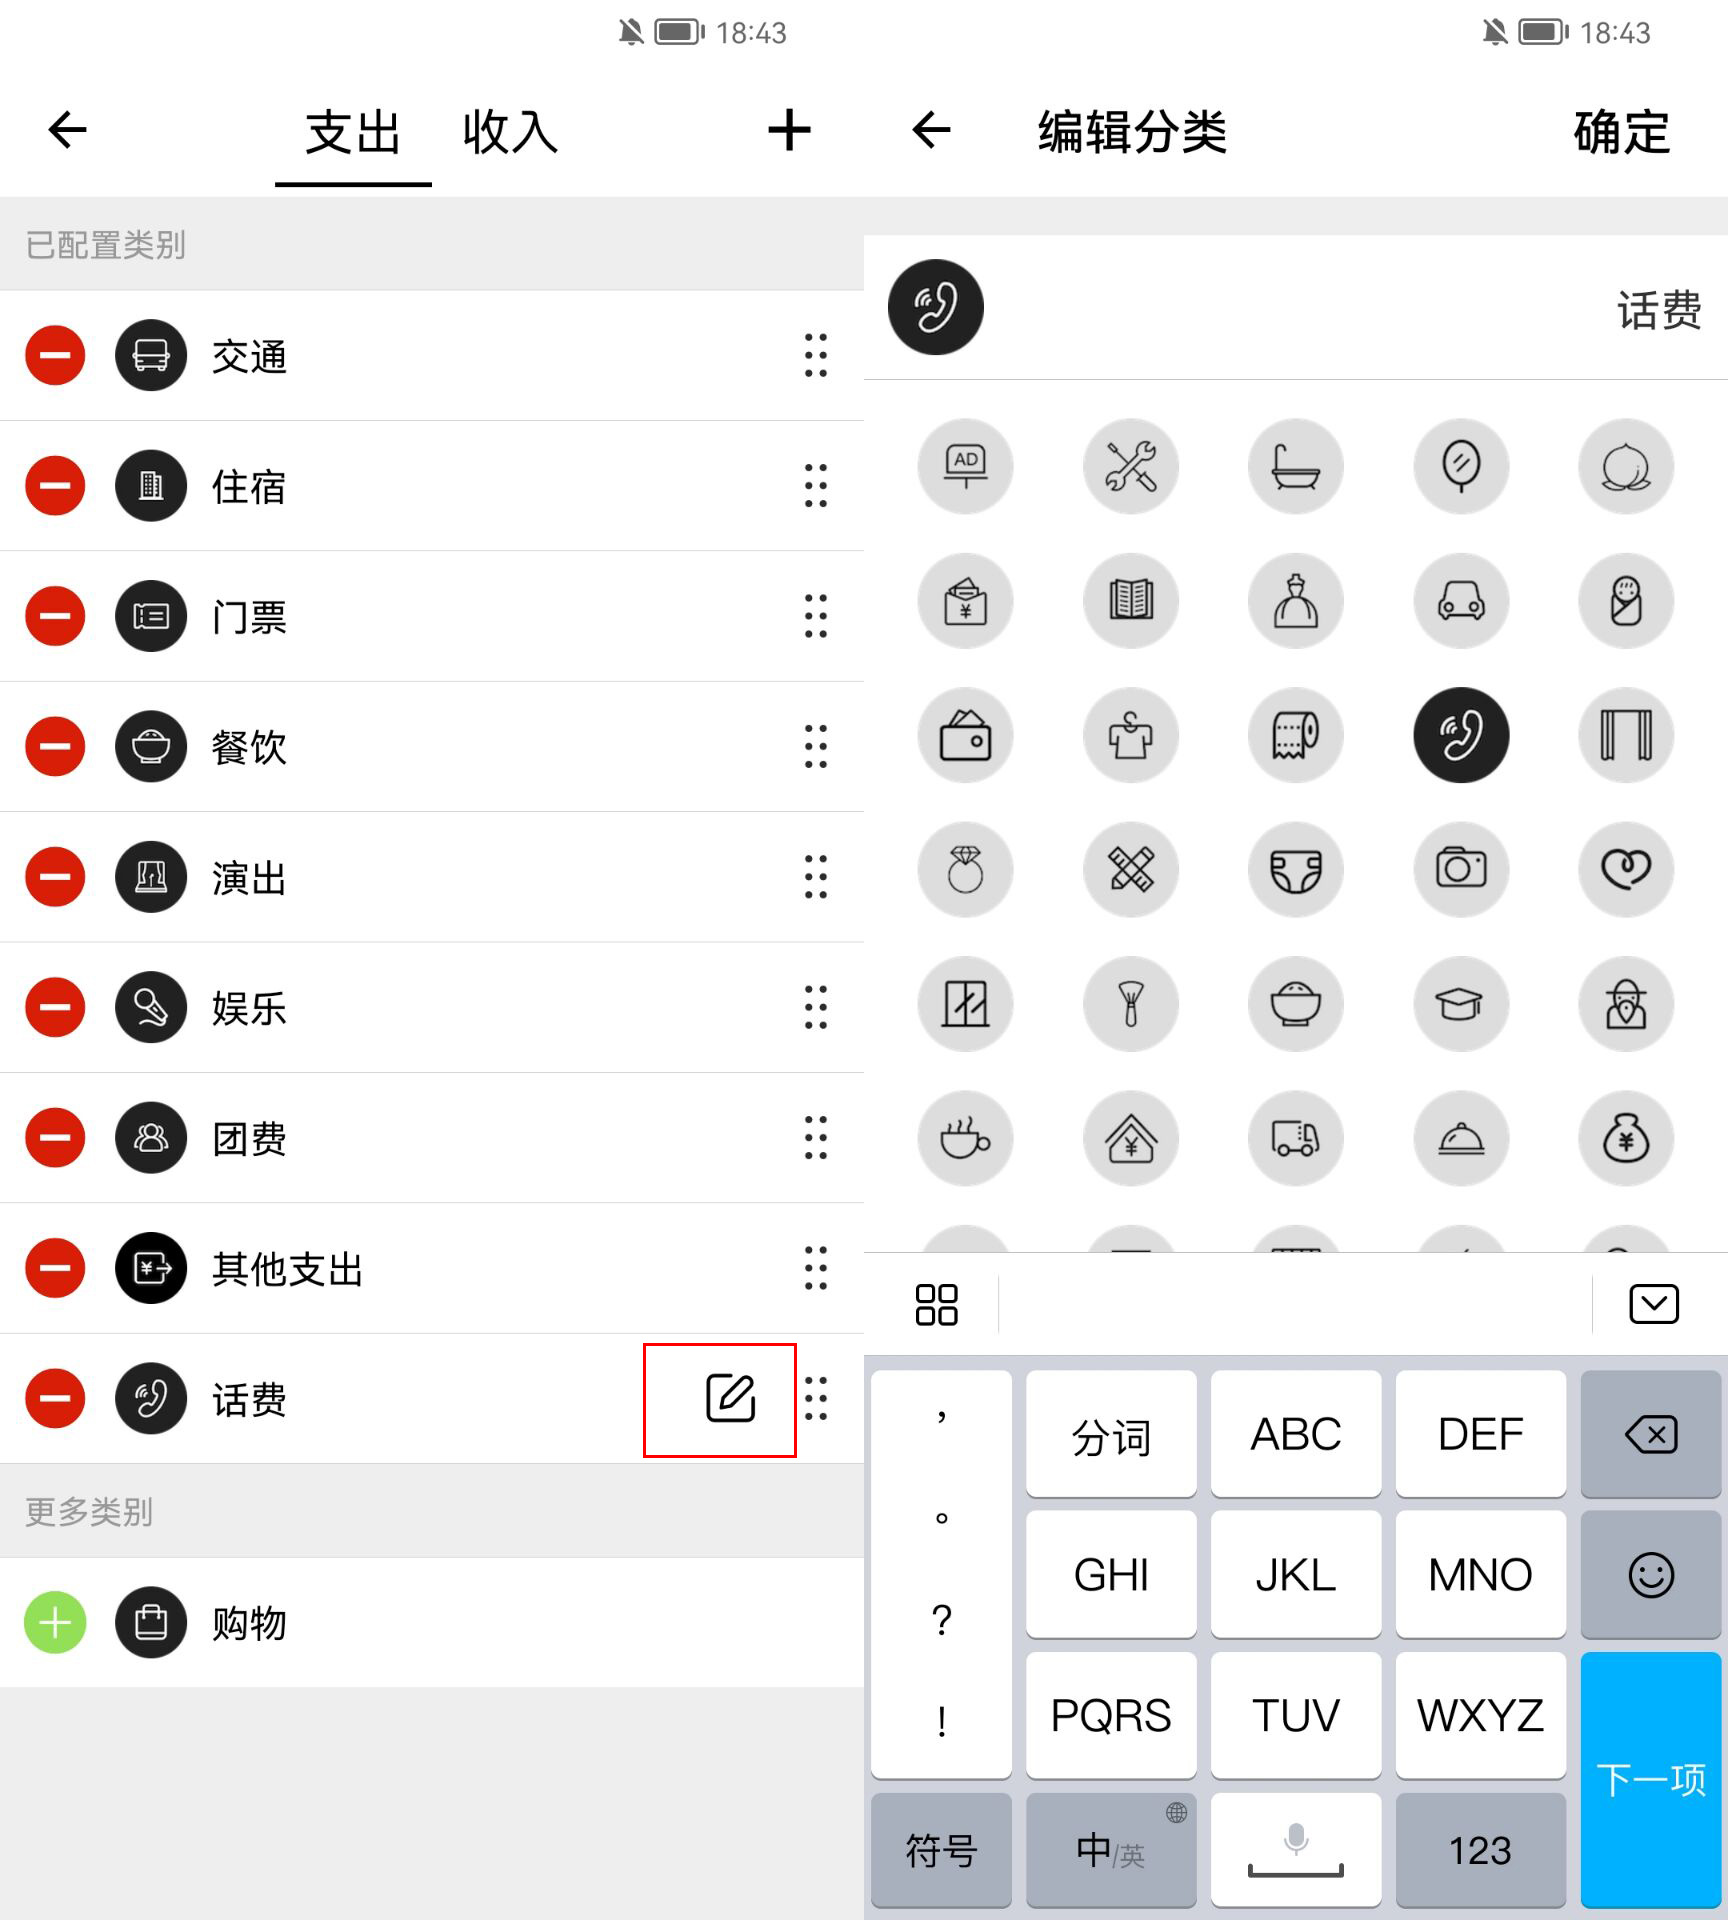 18:43
支出 收入
已配置类别
交通
住宿
门票
餐饮
演出
娱乐
团费
其他支出
话费
更多类别
购物
18:43
编辑分类 确定
话费
AD
¥
¥
¥
，
。
?
!
分词 ABC DEF
GHI JKL MNO
PQRS TUV WXYZ
下一项
符号 中/英 123